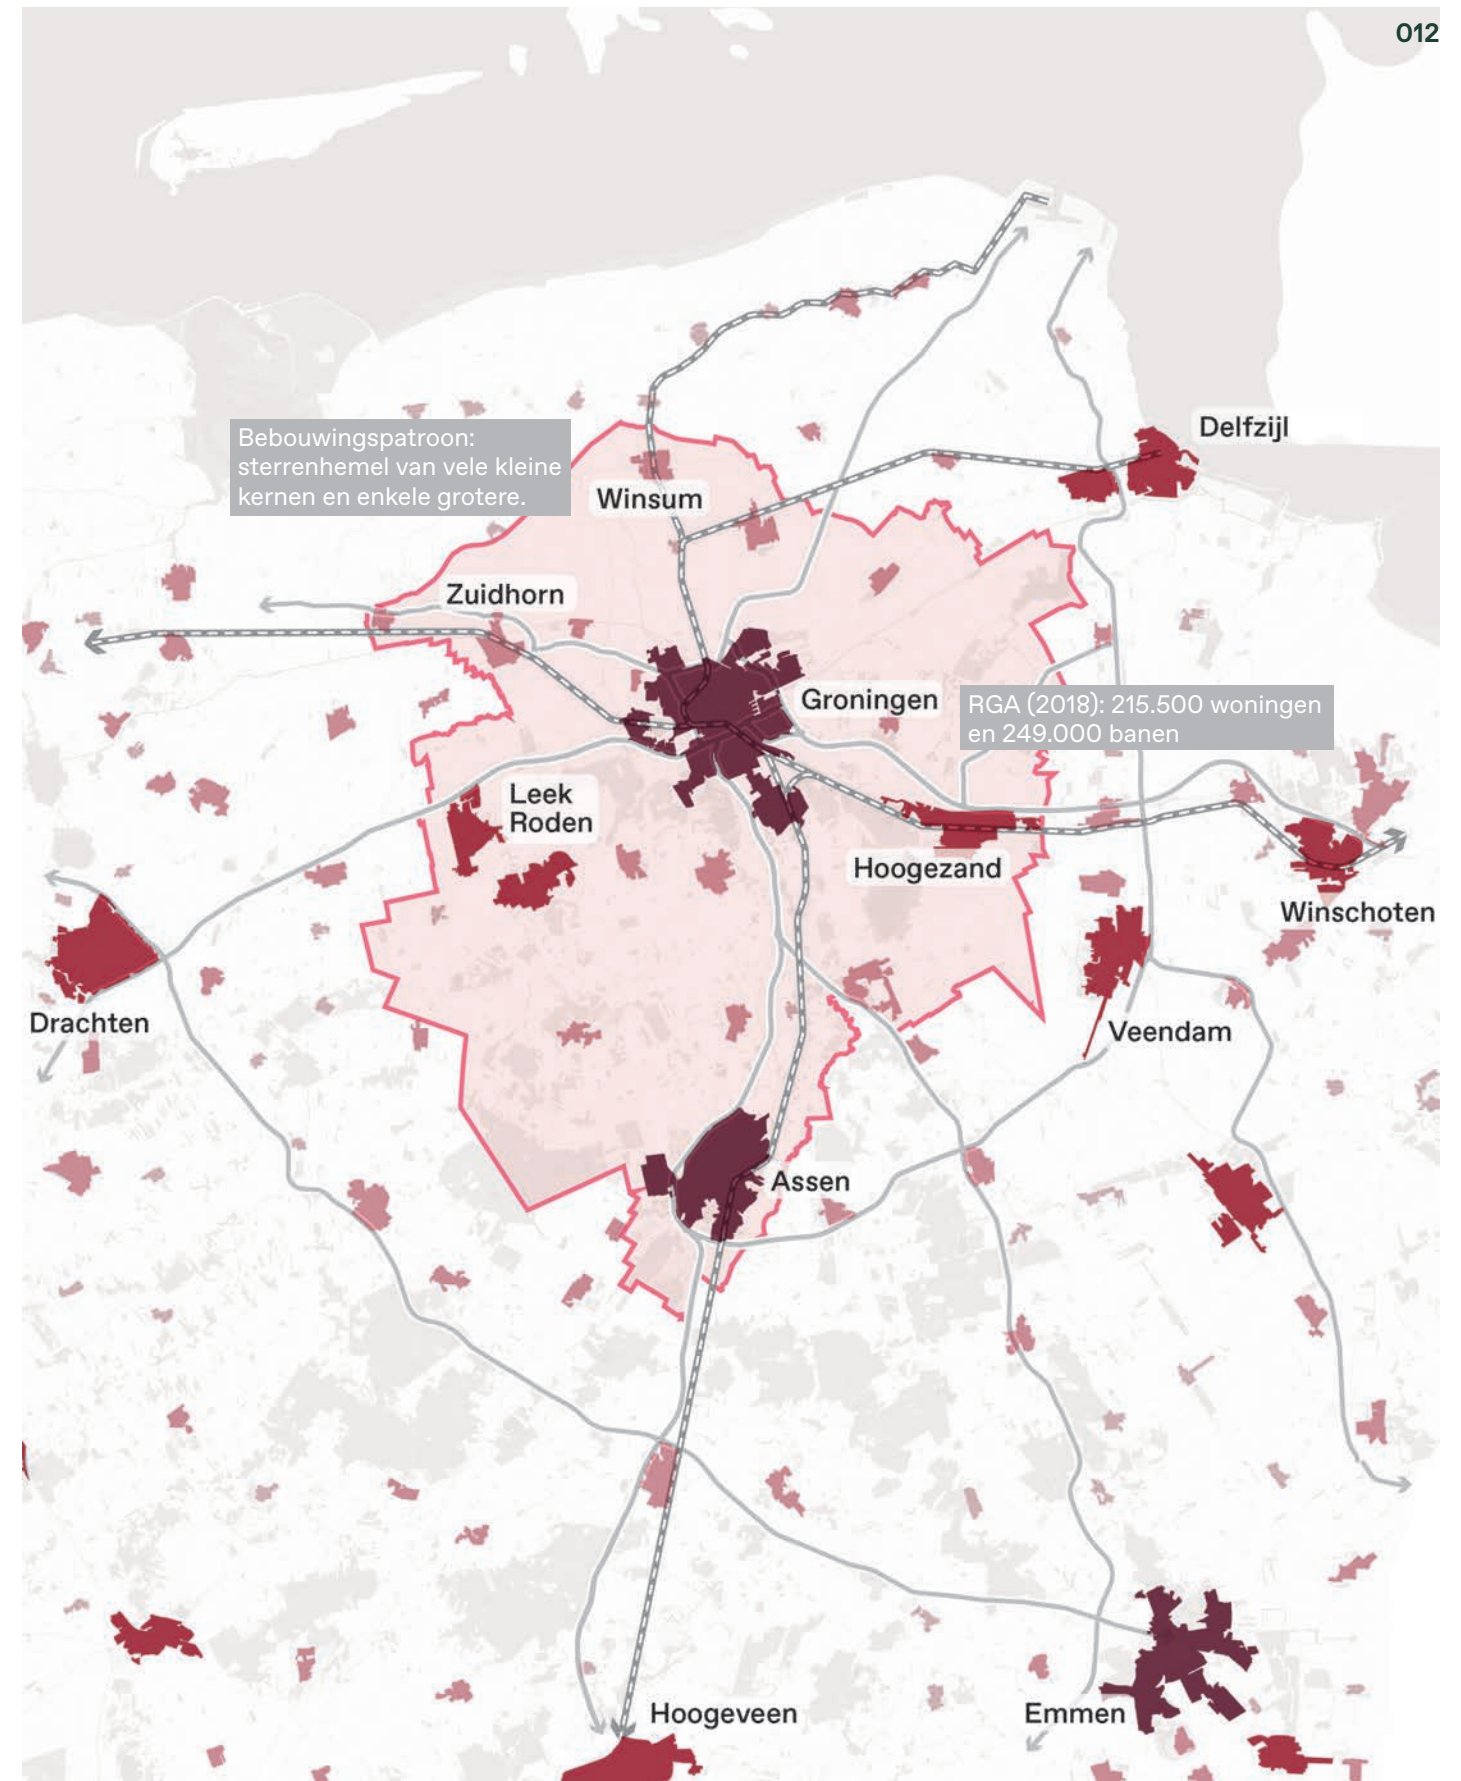 012
Delfzijl
Bebouwingspatroon:
sterrenhemel van vele kleine
kernen en enkele grotere.
Winsum
Zuidhorn
Groningen
RGA (2018): 215.500 woningen
en 249.000 banen
Leek
Roden
Hoogezand
Winschoten
Drachten
Veendam
Assen
Hoogeveen
Emmen